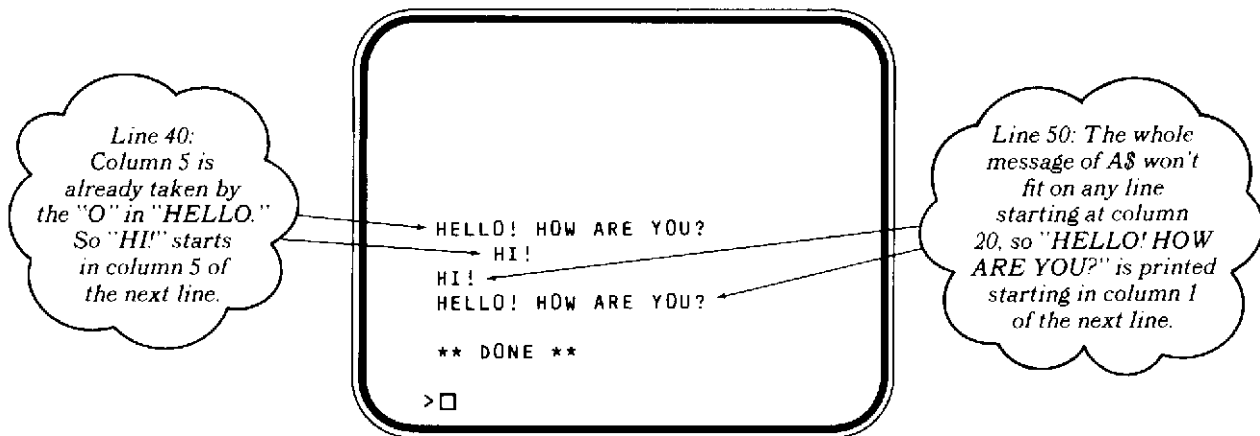 Line 40:
Column 5 is
already taken by
the "O" in "HELLO."
So "HI!" starts
in column 5 of
the next line.
HELLO! HOW ARE YOU?
HI!
HI!
HELLO! HOW ARE YOU?
** DONE **
>□
Line 50: The whole
message of A$ won't
fit on any line
starting at column
20, so "HELLO! HOW
ARE YOU?" is printed
starting in column 1
of the next line.